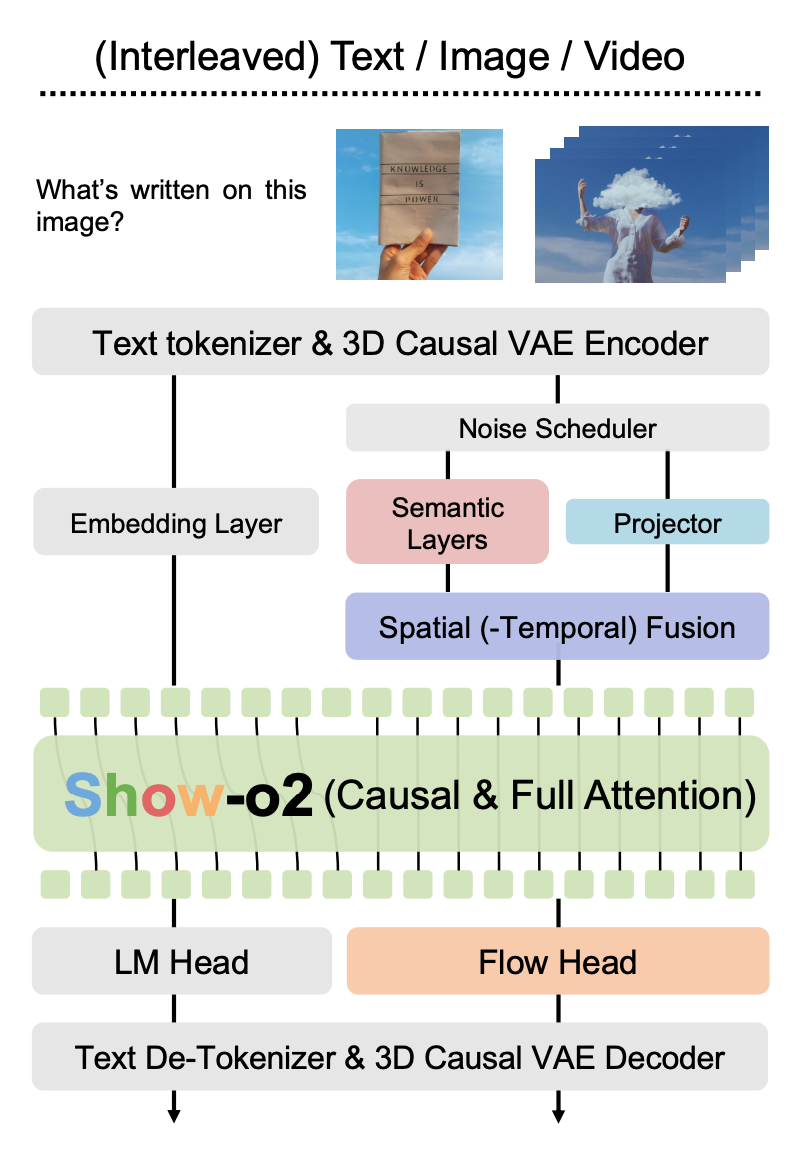 (Interleaved) Text / Image / Video
What's written on this
image?
KNOWLEDGE
IS
POWER
Text tokenizer & 3D Causal VAE Encoder
Noise Scheduler
Embedding Layer
Semantic
Layers
Projector
Spatial (-Temporal) Fusion
Show-o2 (Causal & Full Attention)
LM Head
Flow Head
Text De-Tokenizer & 3D Causal VAE Decoder